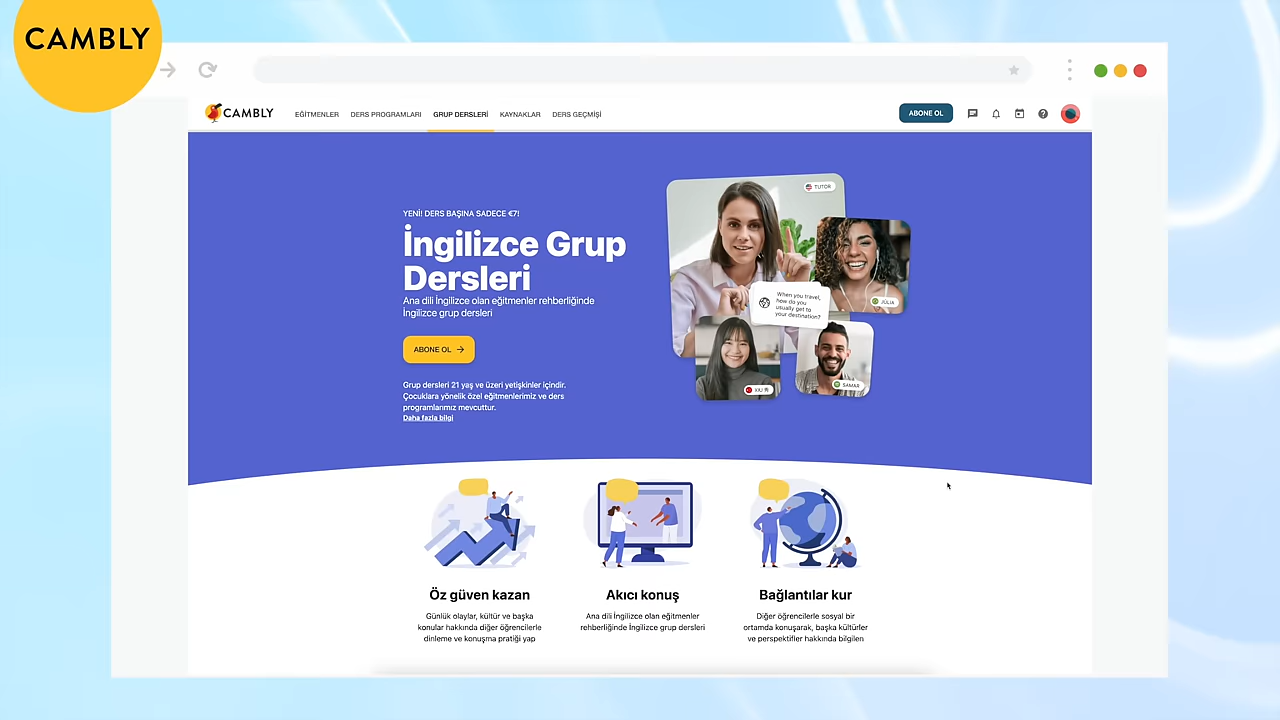 CAMBLY
CAMBLY
EĞİTMENLER
DERS PROGRAMLARI
GRUP DERSLERİ
KAYNAKLAR
DERS GEÇMİŞİ
ABONE OL
YENİ! DERS BAŞINA SADECE €7!
İngilizce Grup
Dersleri
Ana dili İngilizce olan eğitmenler rehberliğinde
İngilizce grup dersleri
ABONE OL
Grup dersleri 21 yaş ve üzeri yetişkinler içindir.
Çocuklara yönelik özel eğitmenlerimiz ve ders
programlarımız mevcuttur.
Daha fazla bilgi
TUTOR
JÚLIA
When you travel,
how do you
usually get to
your destination?
SAMAR
Öz güven kazan
Günlük olaylar, kültür ve başka
konular hakkında diğer öğrencilerle
dinleme ve konuşma pratiği yap
Akıcı konuş
Ana dili İngilizce olan eğitmenler
rehberliğinde İngilizce grup dersleri
Bağlantılar kur
Diğer öğrencilerle sosyal bir
ortamda konuşarak, başka kültürler
ve perspektifler hakkında bilgilen